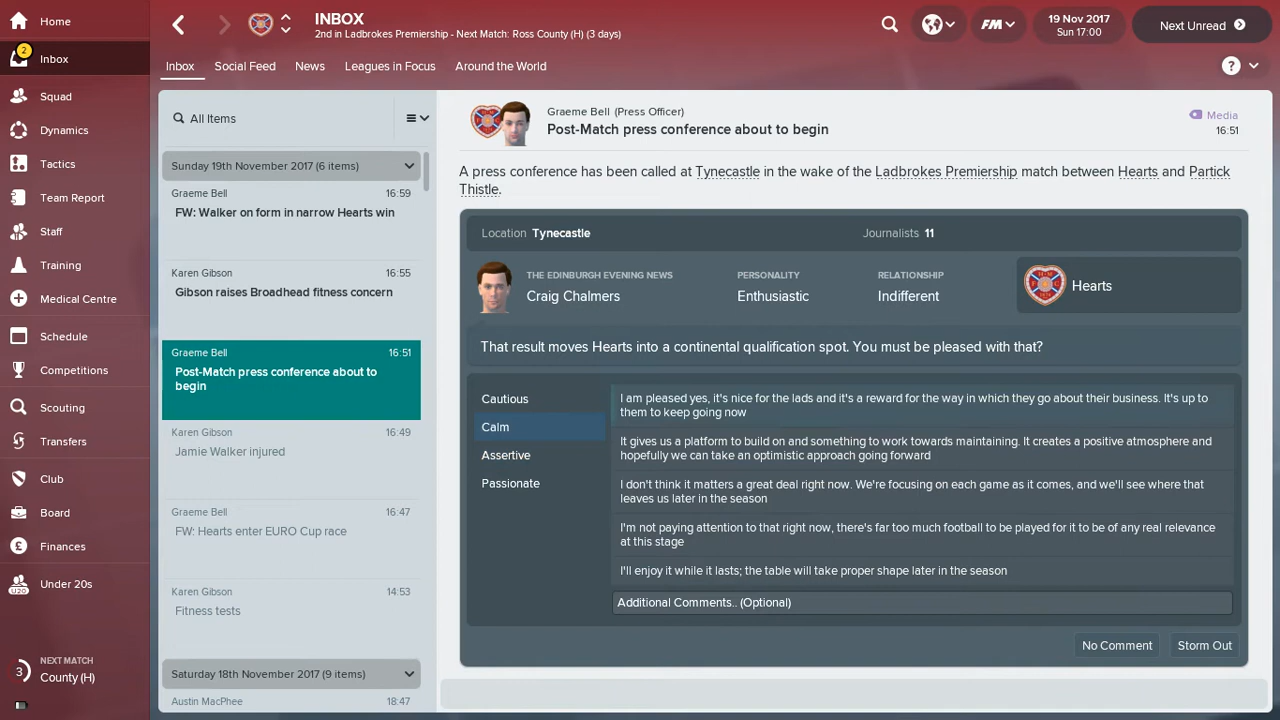 Home
2
Inbox
Squad
Dynamics
Tactics
Team Report
Staff
Training
Medical Centre
Schedule
Competitions
Scouting
Transfers
Club
Board
£
Finances
U20
Under 20s
3
NEXT MATCH
County (H)
INBOX
2nd in Ladbrokes Premiership - Next Match: Ross County (H) (3 days)
FM
19 Nov 2017
Sun 17:00
Next Unread
Inbox
Social Feed
News
Leagues in Focus
Around the World
?
All Items
Sunday 19th November 2017 (6 items)
Graeme Bell
16:59
FW: Walker on form in narrow Hearts win
Karen Gibson
16:55
Gibson raises Broadhead fitness concern
Graeme Bell
16:51
Post-Match press conference about to
begin
Karen Gibson
16:49
Jamie Walker injured
Graeme Bell
16:47
FW: Hearts enter EURO Cup race
Karen Gibson
14:53
Fitness tests
Saturday 18th November 2017 (9 items)
Austin MacPhee
18:47
Graeme Bell (Press Officer)
Post-Match press conference about to begin
Media
16:51
A press conference has been called at Tynecastle in the wake of the Ladbrokes Premiership match between Hearts and Partick
Thistle.
Location Tynecastle
Journalists 11
THE EDINBURGH EVENING NEWS
Craig Chalmers
PERSONALITY
Enthusiastic
RELATIONSHIP
Indifferent
Hearts
That result moves Hearts into a continental qualification spot. You must be pleased with that?
Cautious
Calm
Assertive
Passionate
I am pleased yes, it's nice for the lads and it's a reward for the way in which they go about their business. It's up to
them to keep going now
It gives us a platform to build on and something to work towards maintaining. It creates a positive atmosphere and
hopefully we can take an optimistic approach going forward
I don't think it matters a great deal right now. We're focusing on each game as it comes, and we'll see where that
leaves us later in the season
I'm not paying attention to that right now, there's far too much football to be played for it to be of any real relevance
at this stage
I'll enjoy it while it lasts; the table will take proper shape later in the season
Additional Comments.. (Optional)
No Comment
Storm Out